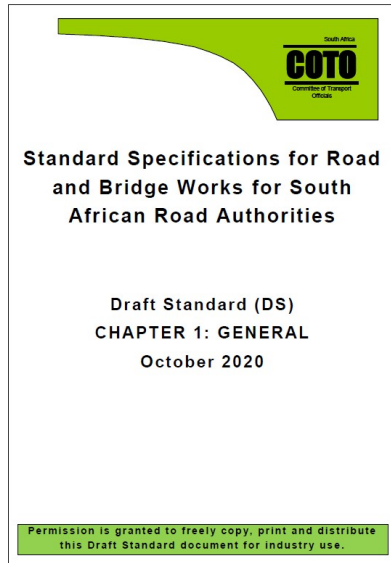 South Africa
COTO
Committee of Transport
Officials
Standard Specifications for Road
and Bridge Works for South
African Road Authorities
Draft Standard (DS)
CHAPTER 1: GENERAL
October 2020
Permission is granted to freely copy, print and distribute
this Draft Standard document for industry use.